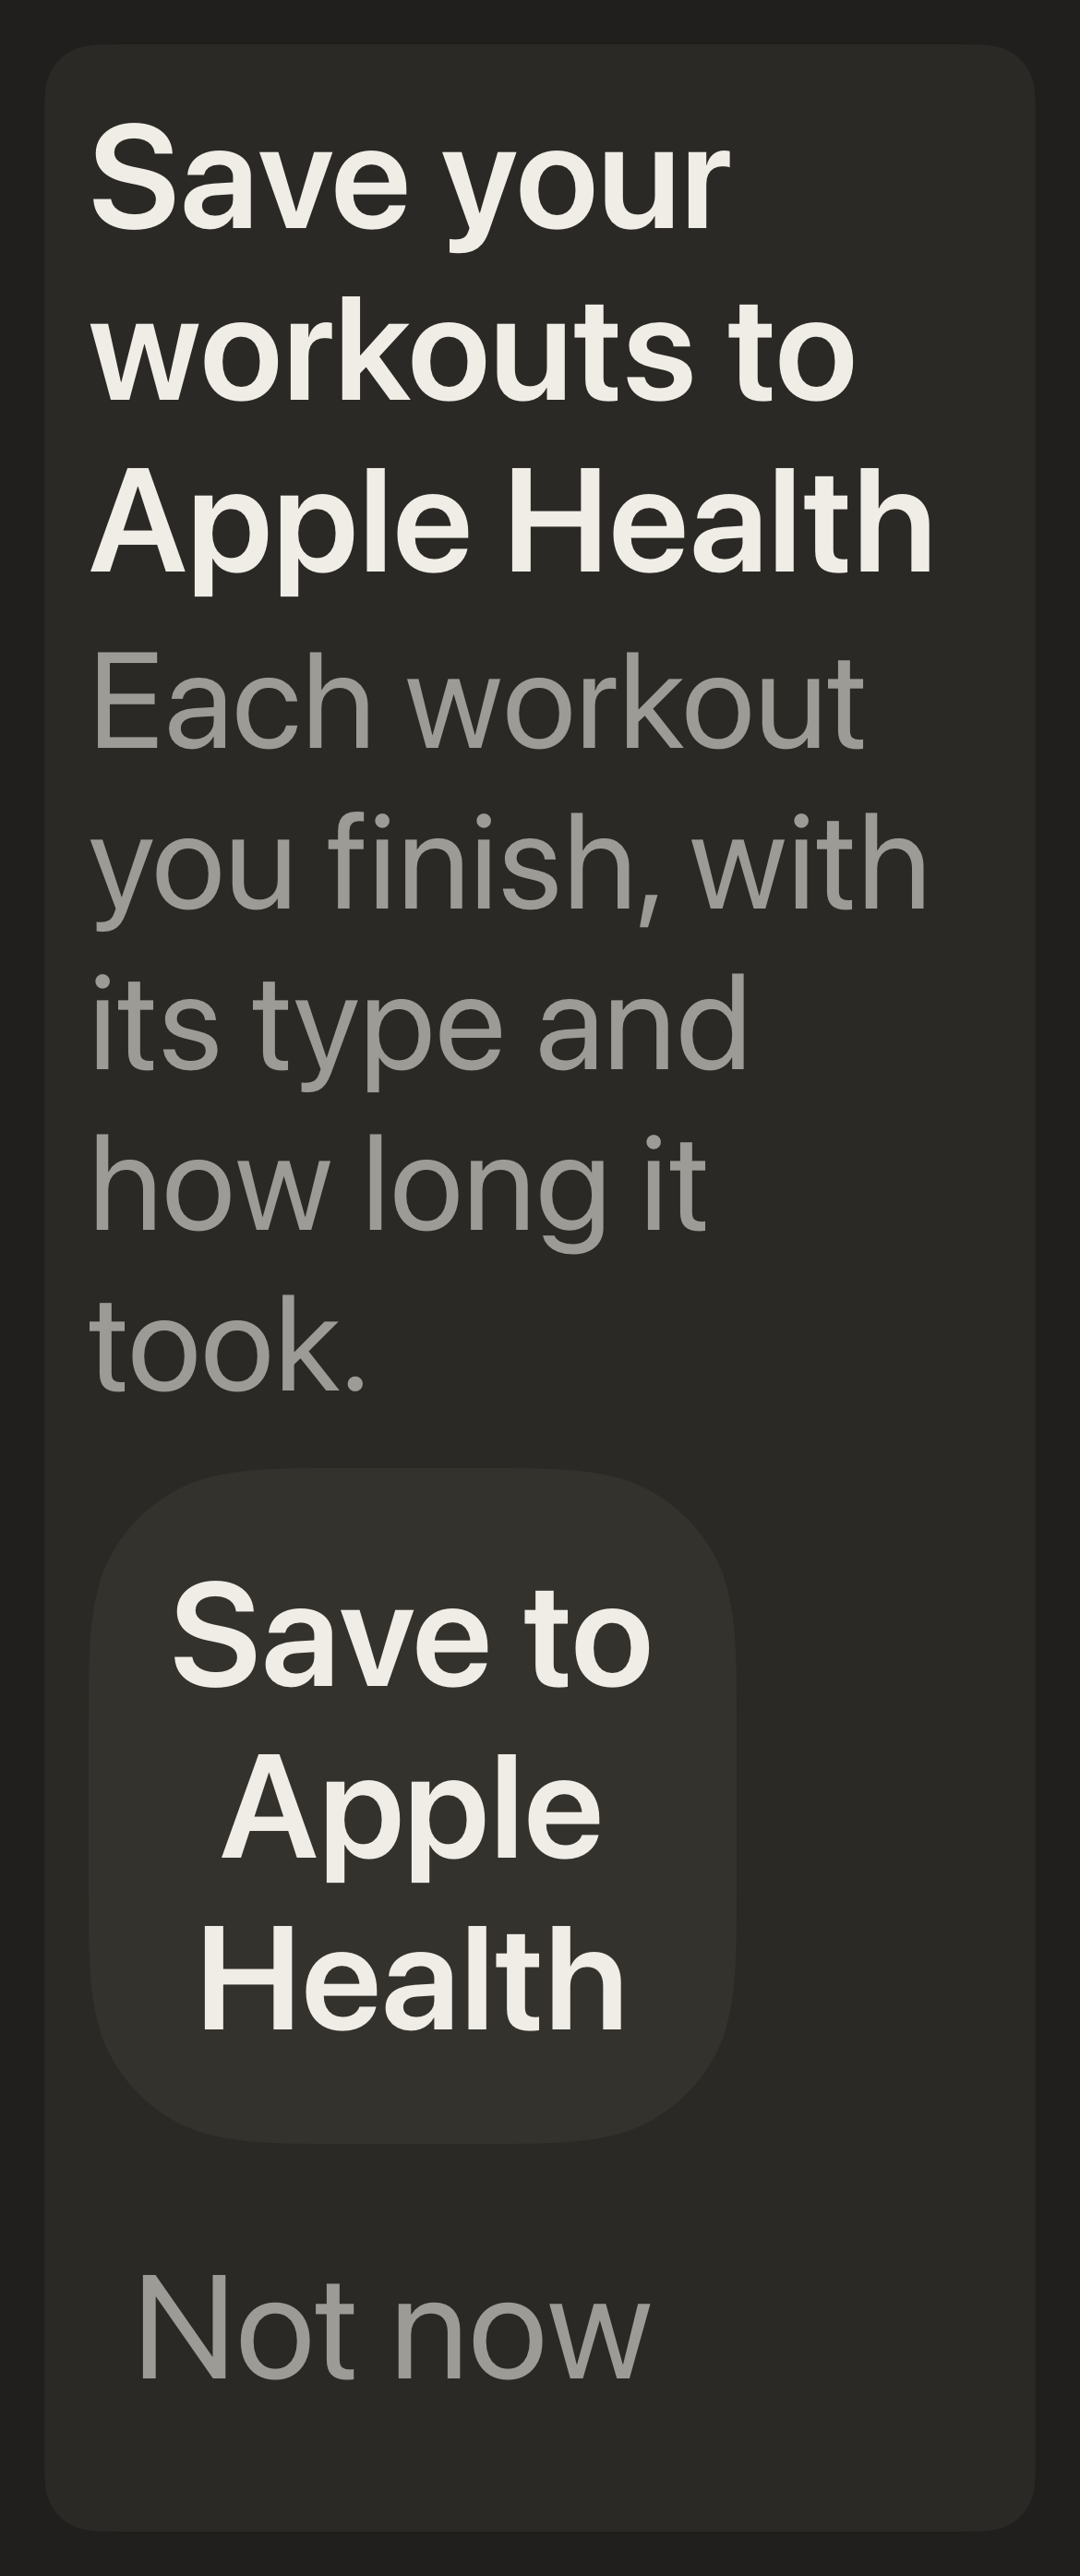 Save your
workouts to
Apple Health
Each workout
you finish, with
its type and
how long it
took.
Save to
Apple
Health
Not now